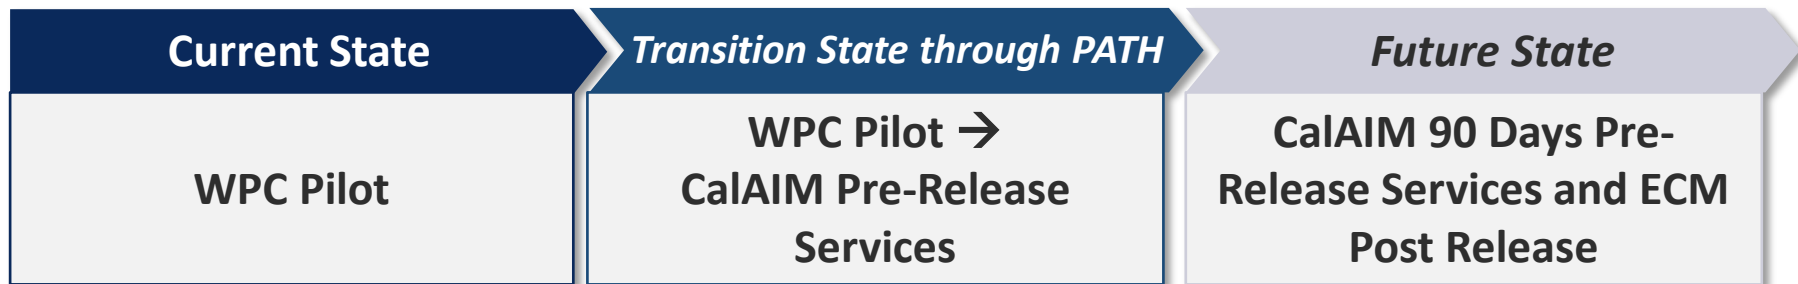 Current State
Transition State through PATH
Future State
WPC Pilot
WPC Pilot →
CalAIM Pre-Release
Services
CalAIM 90 Days Pre-
Release Services and ECM
Post Release